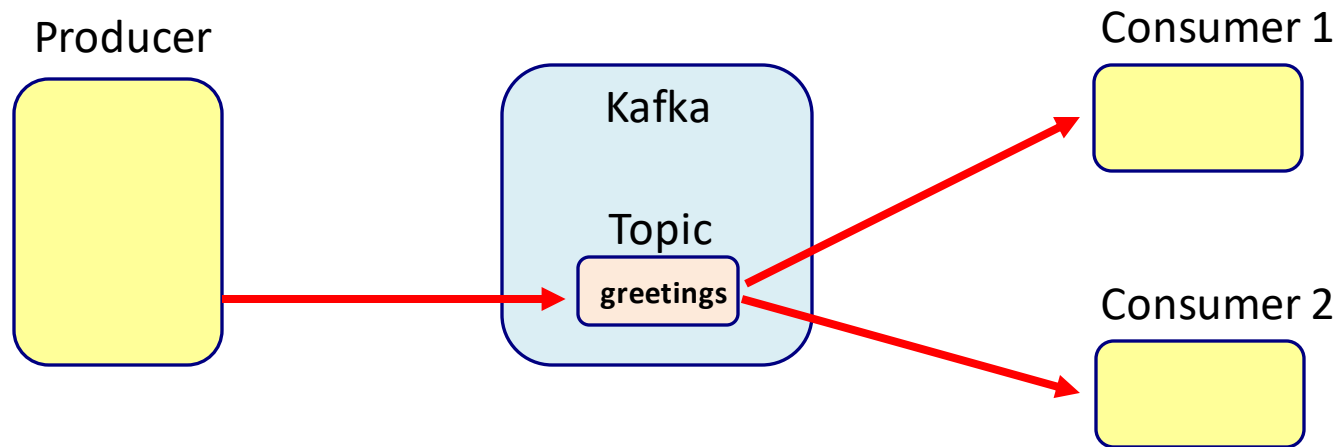 Producer
Kafka
Topic
greetings
Consumer 1
Consumer 2